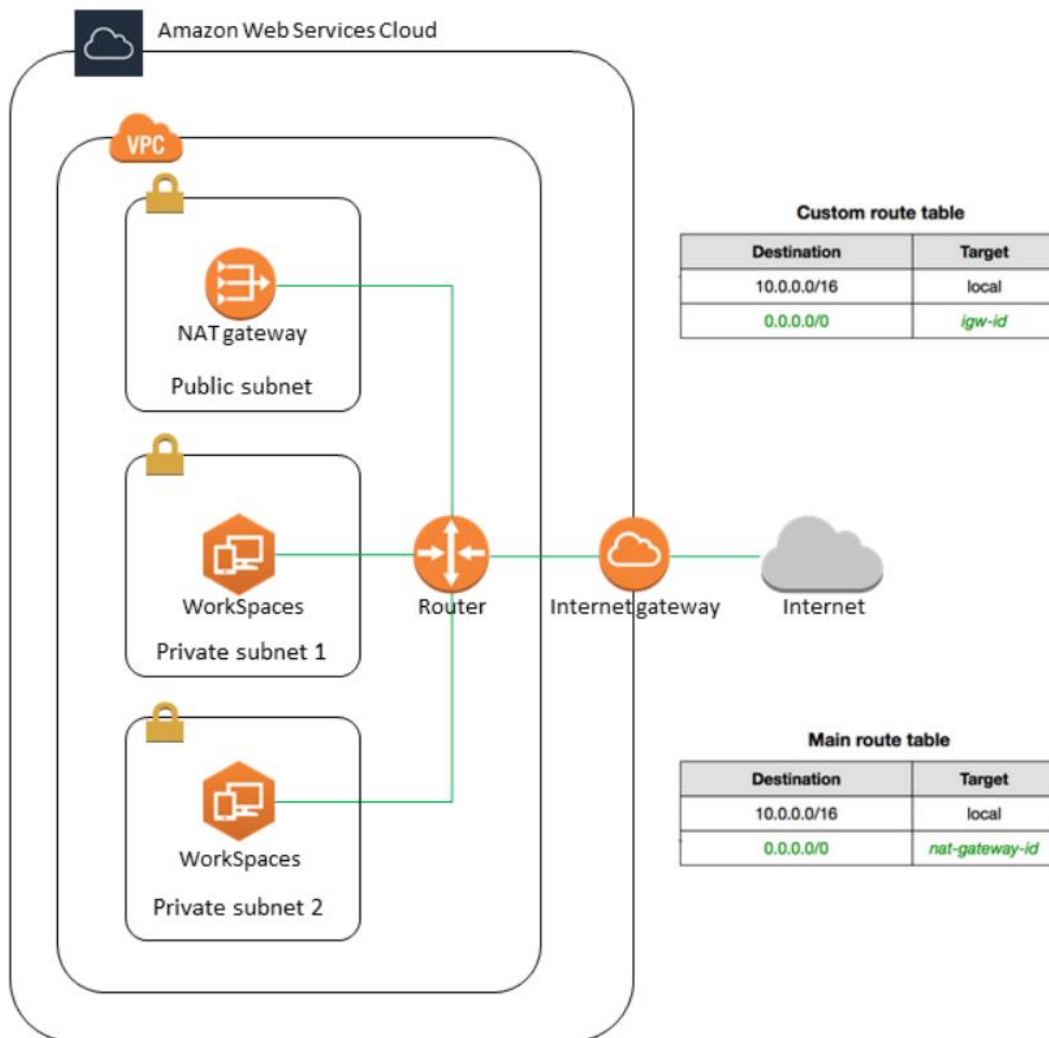 Amazon Web Services Cloud
VPC
NAT gateway
Public subnet
WorkSpaces
Private subnet 1
WorkSpaces
Private subnet 2
Router
Internet gateway
Internet
Custom route table
Destination Target
10.0.0.0/16 local
0.0.0.0/0 igw-id
Main route table
Destination Target
10.0.0.0/16 local
0.0.0.0/0 nat-gateway-id